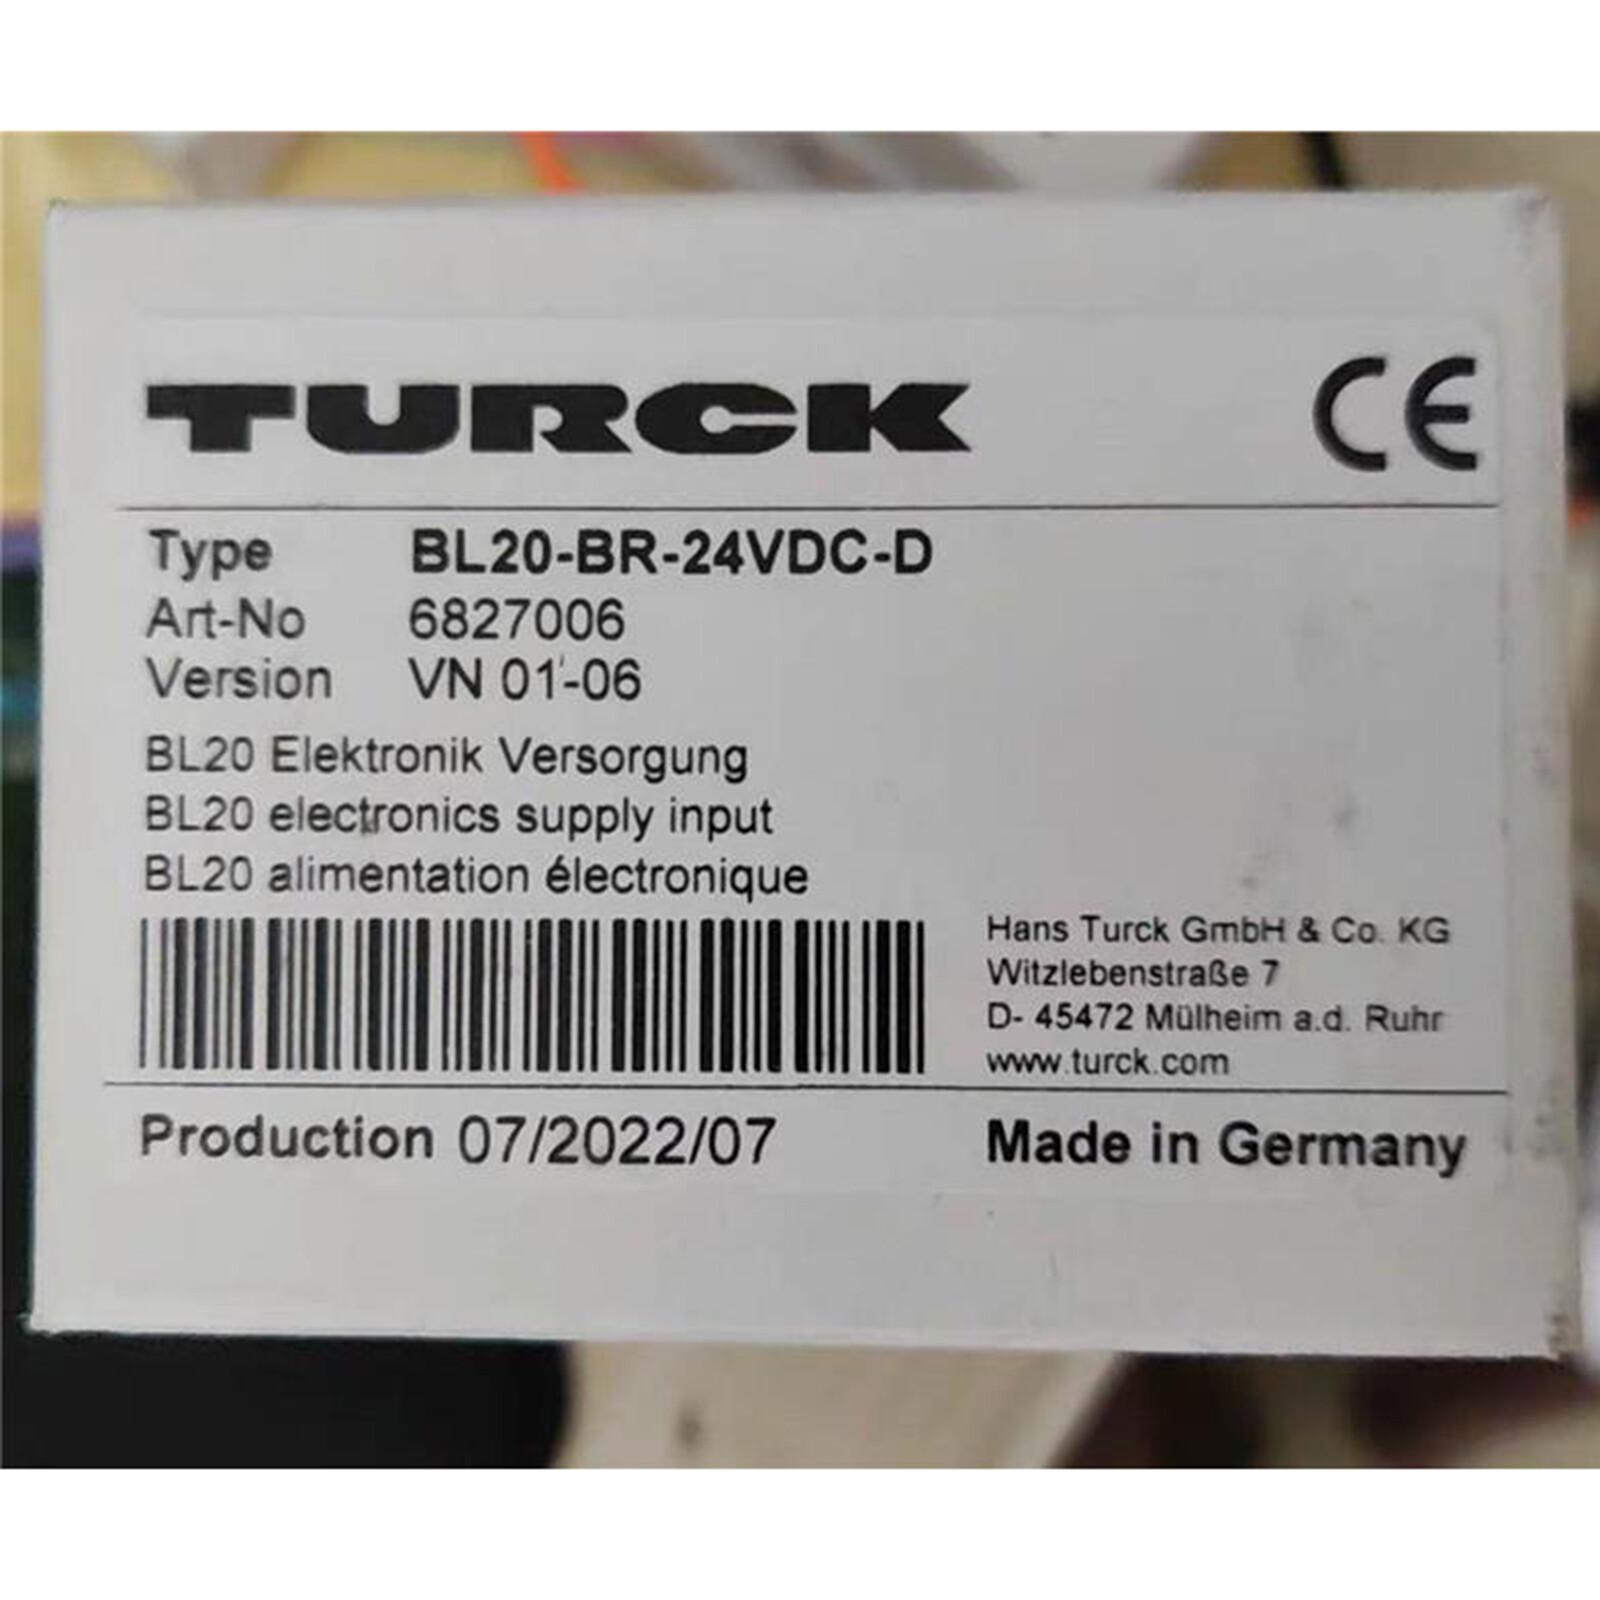 TURCK CE
Type BL20-BR-24VDC-D
Art-No 6827006
Version VN 01-06
BL20 Elektronik Versorgung
BL20 electronics supply input
BL20 alimentation électronique
Hans Turck GmbH & Co. KG
Witzlebenstraße 7
D- 45472 Mülheim a.d. Ruhr
www.turck.com
Production 07/2022/07 Made in Germany